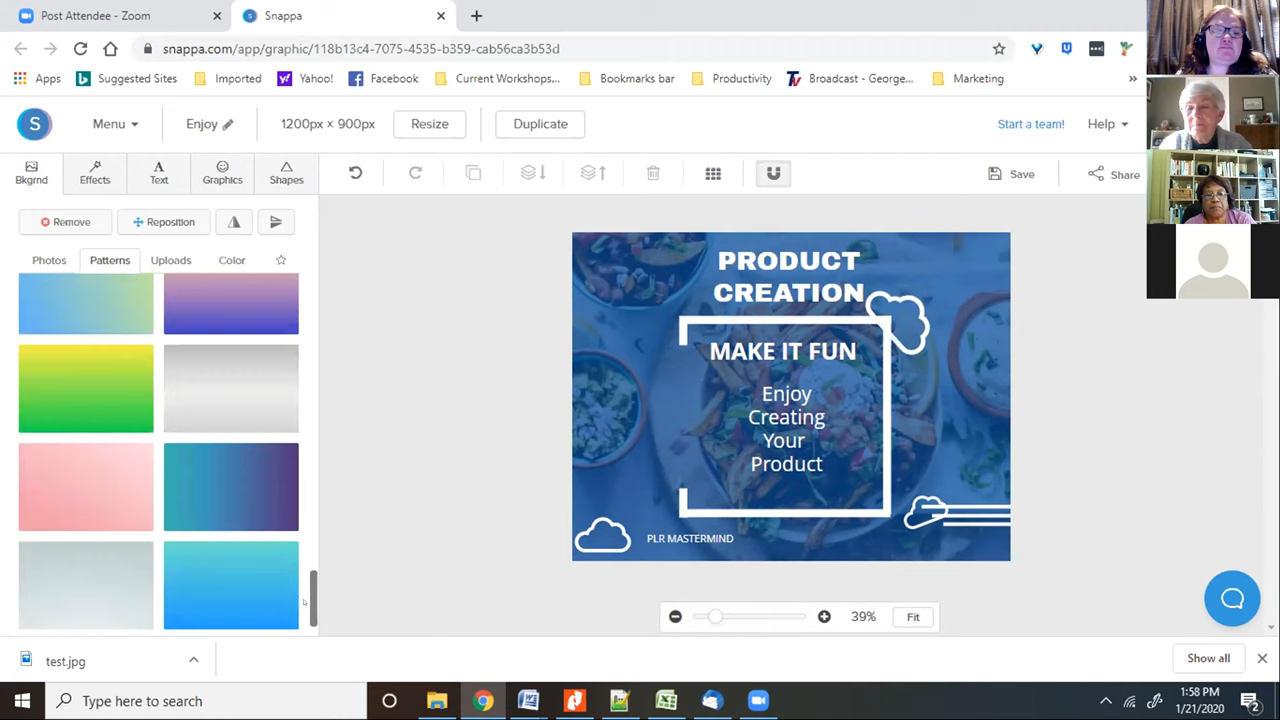 Post Attendee - Zoom
Snappa
snappa.com/app/graphic/118b13c4-7075-4535-b359-cab56ca3b53d
Apps
Suggested Sites
Imported
Yahoo!
Facebook
Current Workshops...
Bookmarks bar
Productivity
Broadcast - George...
Marketing
»
S
Menu
Enjoy
1200px × 900px
Resize
Duplicate
Start a team!
Help
Bkgrnd
Effects
Text
Graphics
Shapes
Save
Share
Remove
Reposition
Photos
Patterns
Uploads
Color
PRODUCT
CREATION
MAKE IT FUN
Enjoy
Creating
Your
Product
PLR MASTERMIND
39%
Fit
test.jpg
Show all
Type here to search
1:58 PM
1/21/2020
2